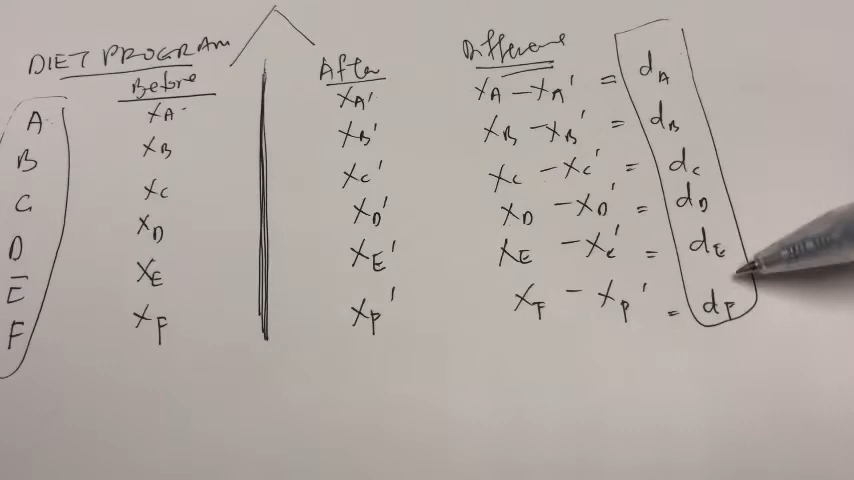 DIET PROGRAM Difference
Before After
A XA XA' XA - XA' = dA
B XB XB' XB - XB' = dB
C XC XC' XC - XC' = dC
D XD XD' XD - XD' = dD
E XE XE' XE - Xe' = dE
F XF XP' XF - XP' = dF